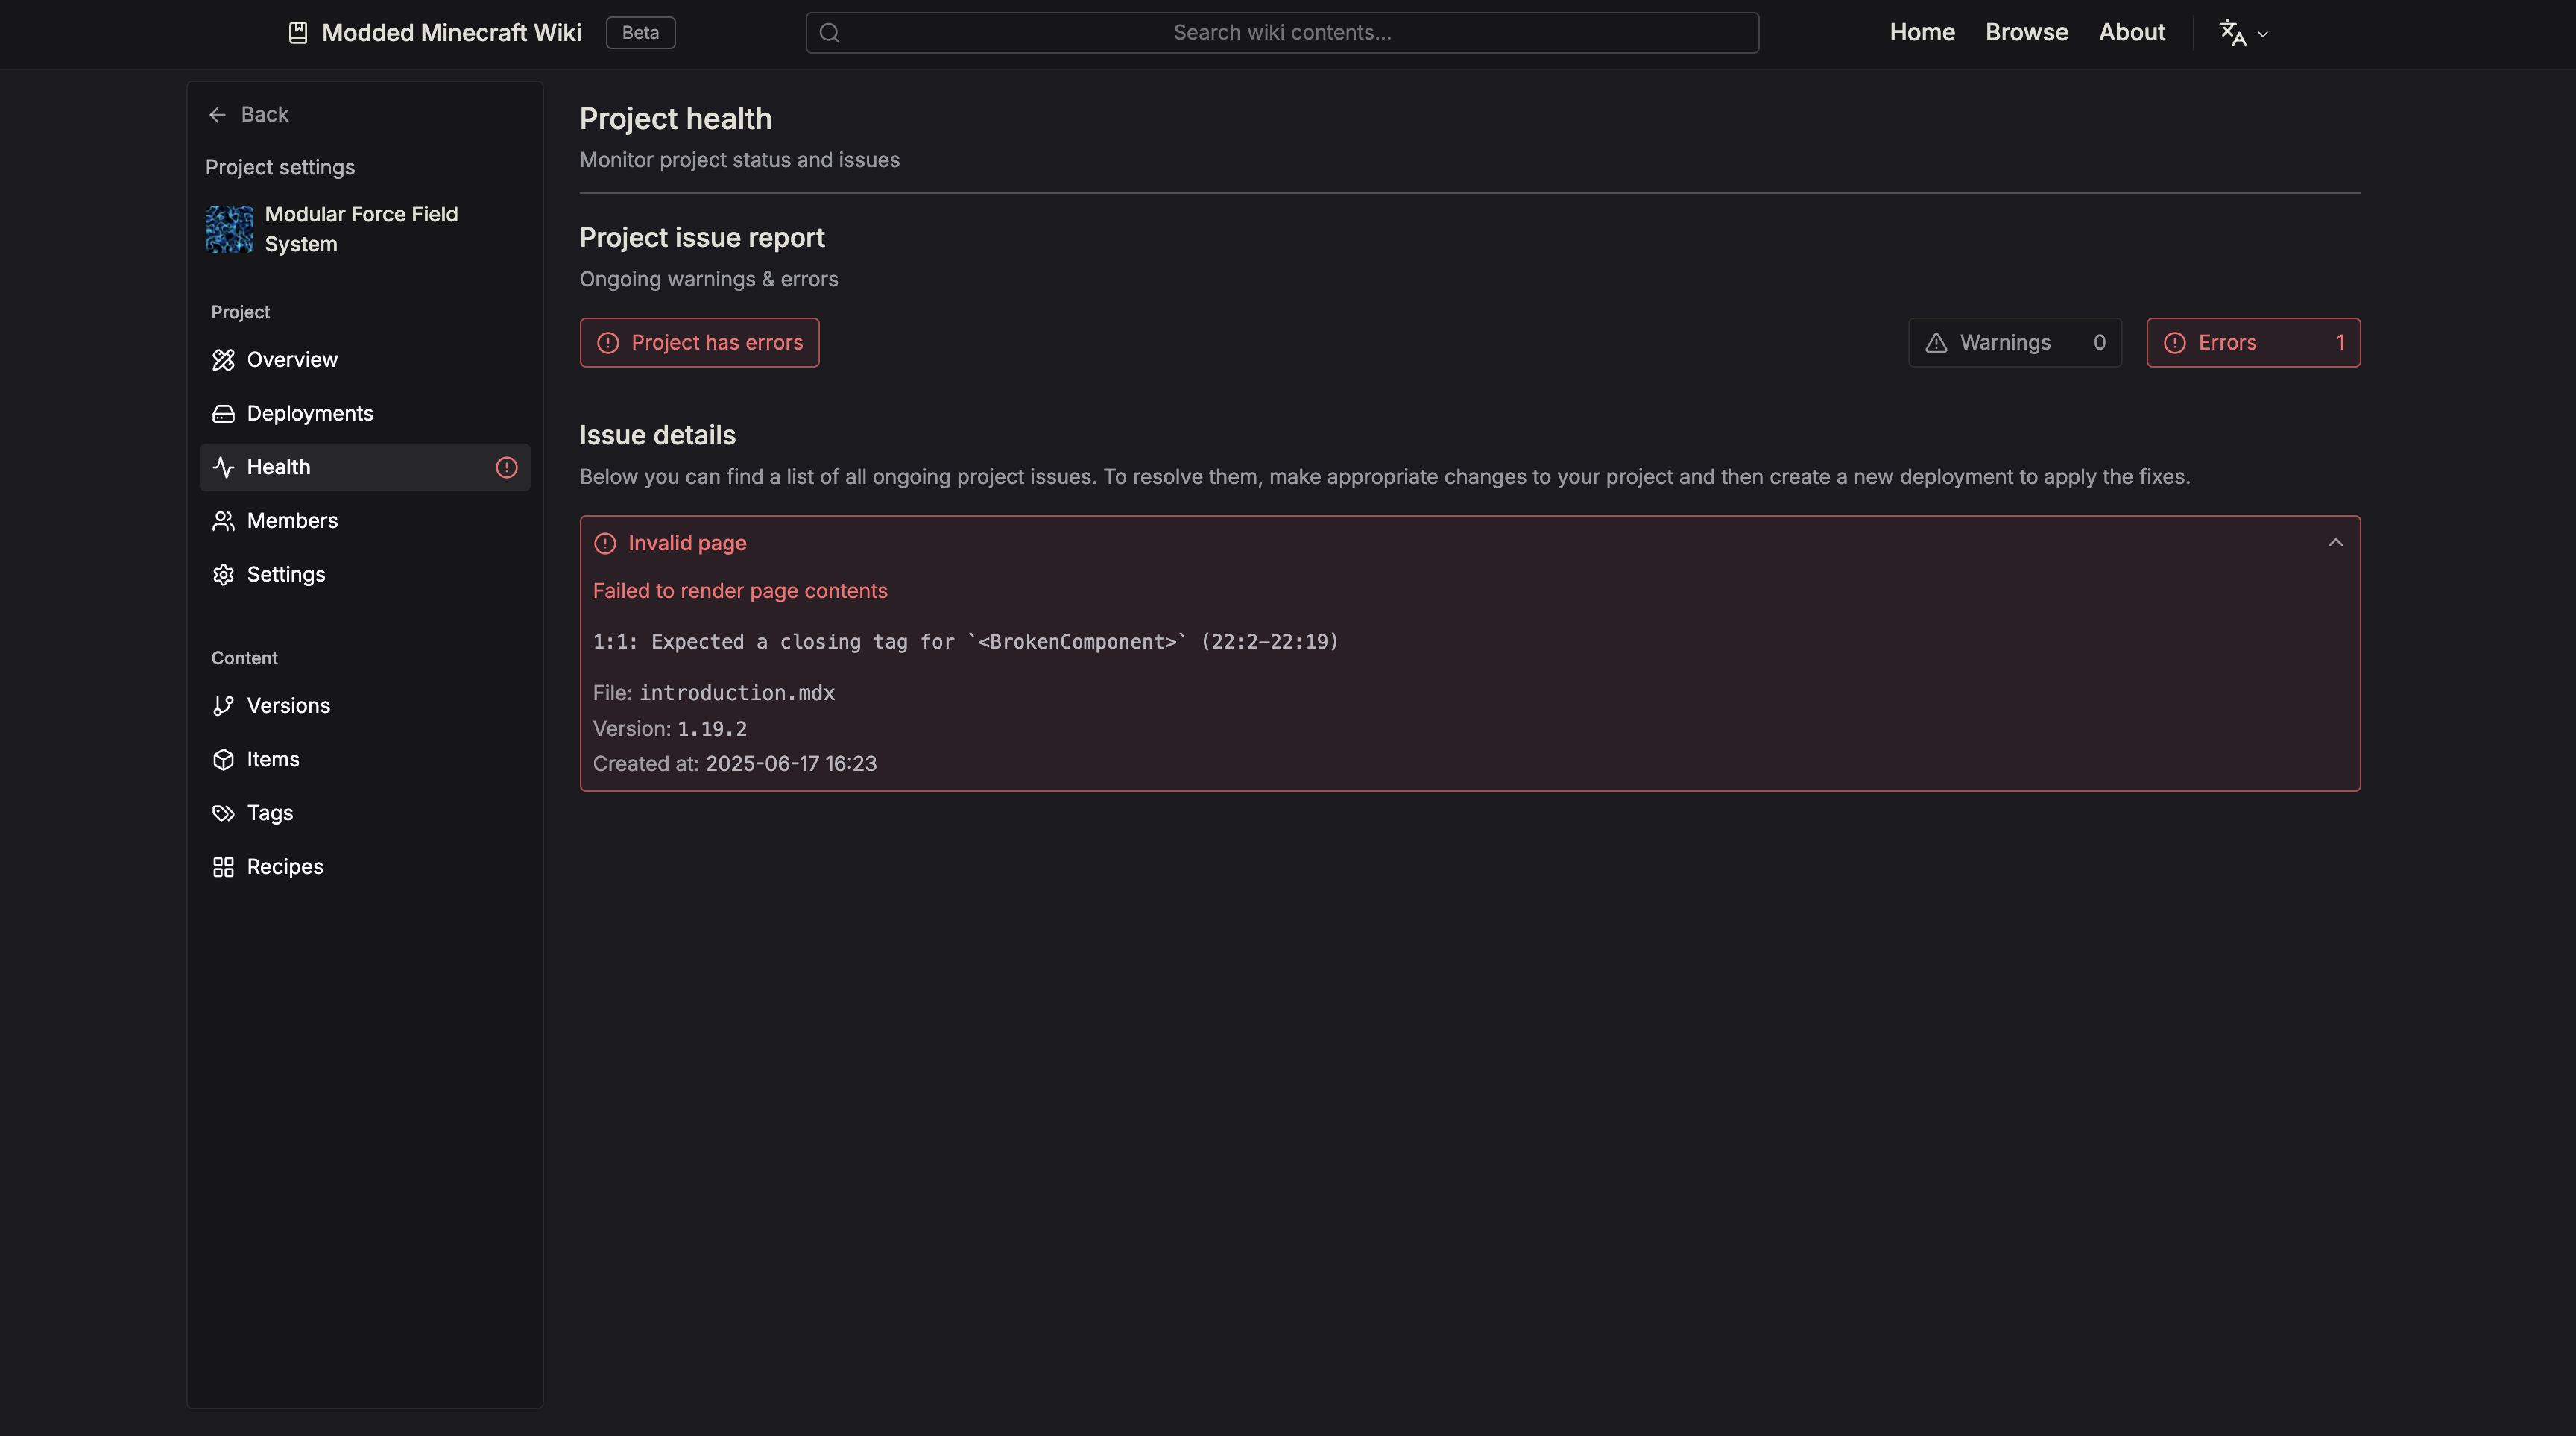 Modded Minecraft Wiki
Beta
Search wiki contents...
Home
Browse
About
Back
Project settings
Modular Force Field
System
Project
Overview
Deployments
Health
Members
Settings
Content
Versions
Items
Tags
Recipes
Project health
Monitor project status and issues
Project issue report
Ongoing warnings & errors
Project has errors
Warnings 0
Errors 1
Issue details
Below you can find a list of all ongoing project issues. To resolve them, make appropriate changes to your project and then create a new deployment to apply the fixes.
Invalid page
Failed to render page contents
1:1: Expected a closing tag for `<BrokenComponent>` (22:2–22:19)
File: introduction.mdx
Version: 1.19.2
Created at: 2025-06-17 16:23